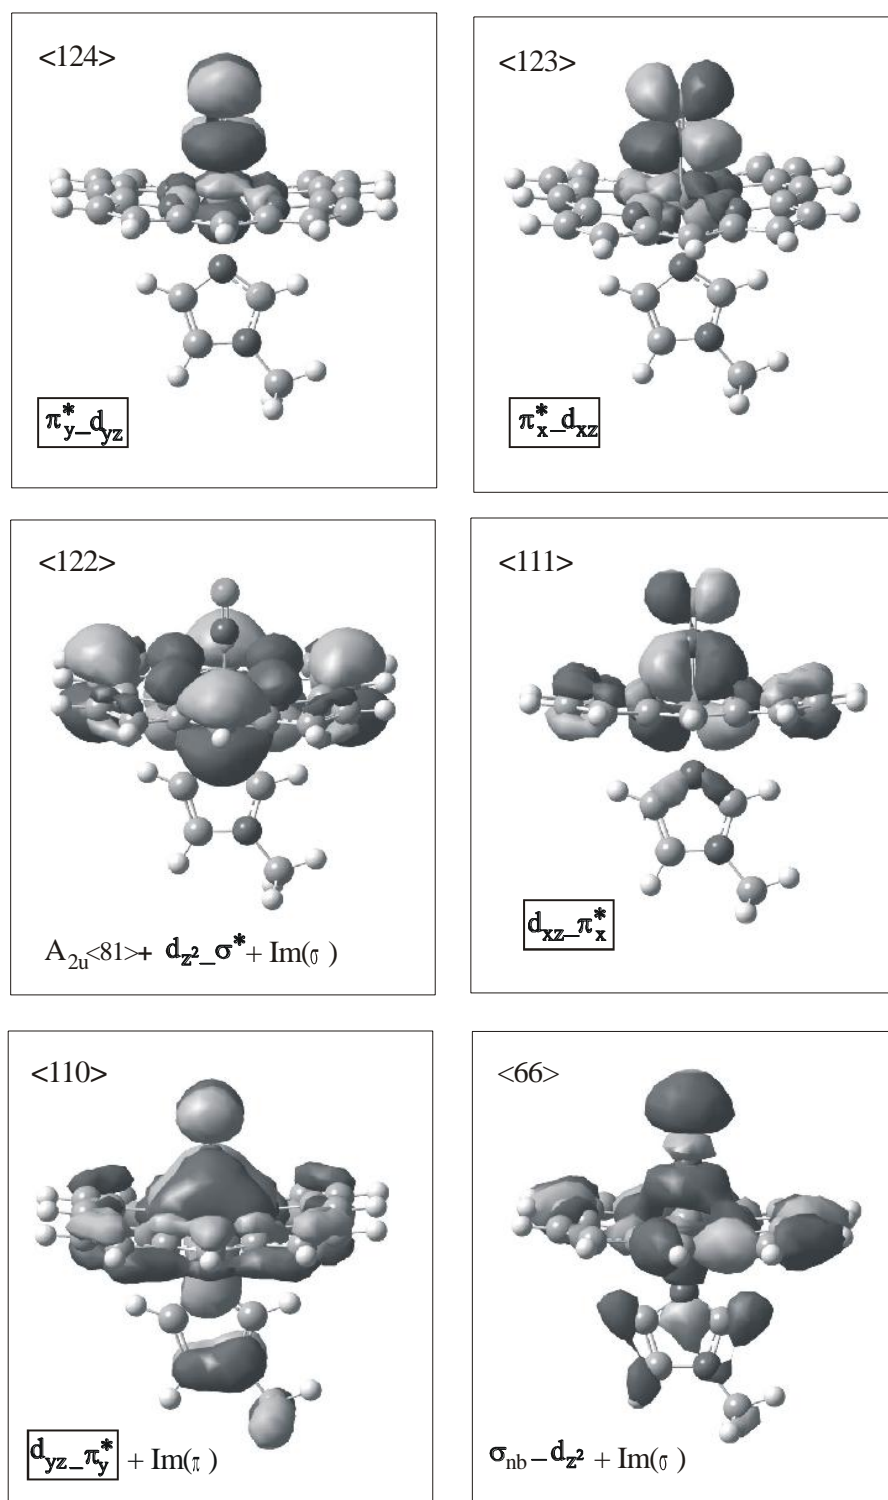 <124>
π*y_dyz
<123>
π*x_dxz
<122>
A2u<81>+ dz²_σ* + Im(σ )
<111>
dxz_π*x
<110>
dyz_π*y + Im(π )
<66>
σnb–dz² + Im(σ )